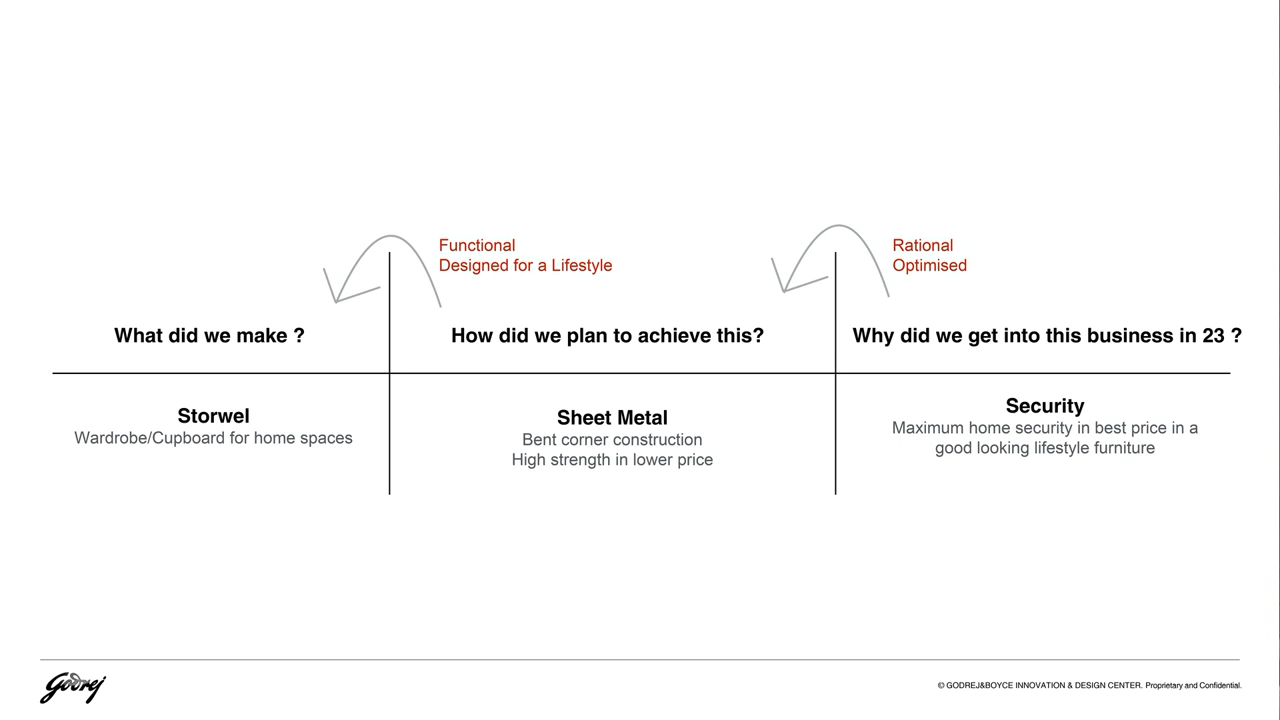 Functional
Designed for a Lifestyle
Rational
Optimised
What did we make ?
How did we plan to achieve this?
Why did we get into this business in 23 ?
Storwel
Wardrobe/Cupboard for home spaces
Sheet Metal
Bent corner construction
High strength in lower price
Security
Maximum home security in best price in a
good looking lifestyle furniture
Godrej
© GODREJ&BOYCE INNOVATION & DESIGN CENTER. Proprietary and Confidential.